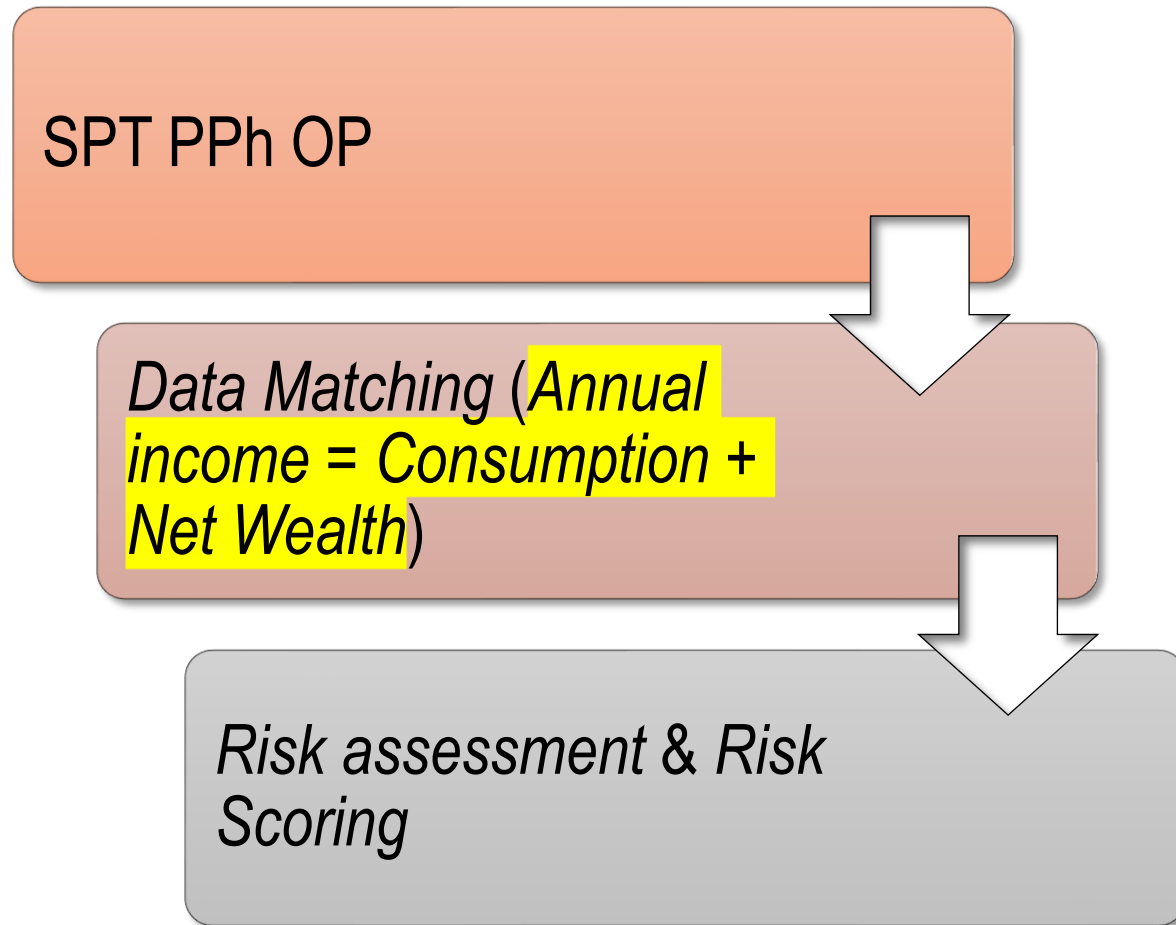 SPT PPh OP
Data Matching (Annual
income = Consumption +
Net Wealth)
Risk assessment & Risk
Scoring